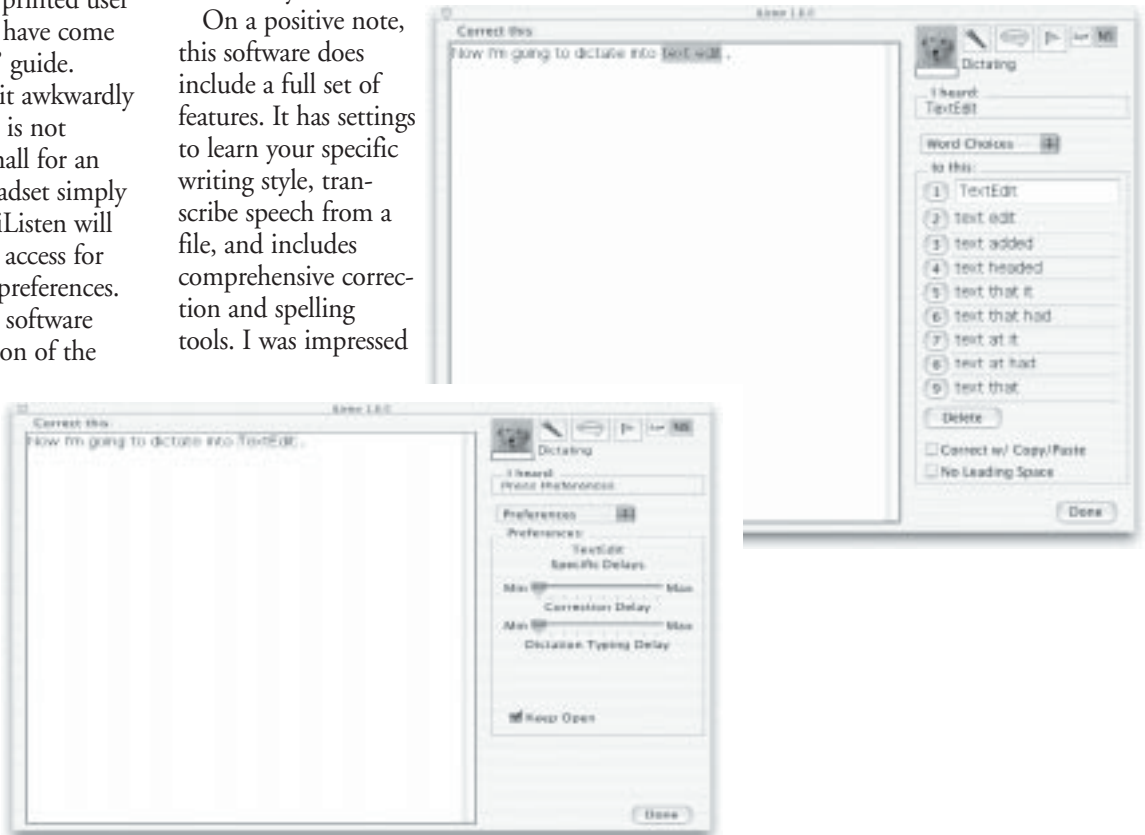 printed user
have come
guide.
it awkwardly
is not
all for an
adset simply
iListen will
access for
preferences.
software
on of the
On a positive note,
this software does
include a full set of
features. It has settings
to learn your specific
writing style, tran-
scribe speech from a
file, and includes
comprehensive correc-
tion and spelling
tools. I was impressed
Correct this
Now I'm going to dictate into text edit .
Dictating
I heard:
TextEdit
Word Choices
to this:
1 TextEdit
2 text edit
3 text added
4 text headed
5 text that it
6 text that had
7 text at it
8 text at had
9 text that
Delete
Correct w/ Copy/Paste
No Leading Space
Done
Correct this
Now I'm going to dictate into TextEdit .
Dictating
I heard:
Press Preferences
Preferences
Preferences:
TextEdit
Specific Delays
Min Max
Correction Delay
Min Max
Dictation Typing Delay
Keep Open
Done